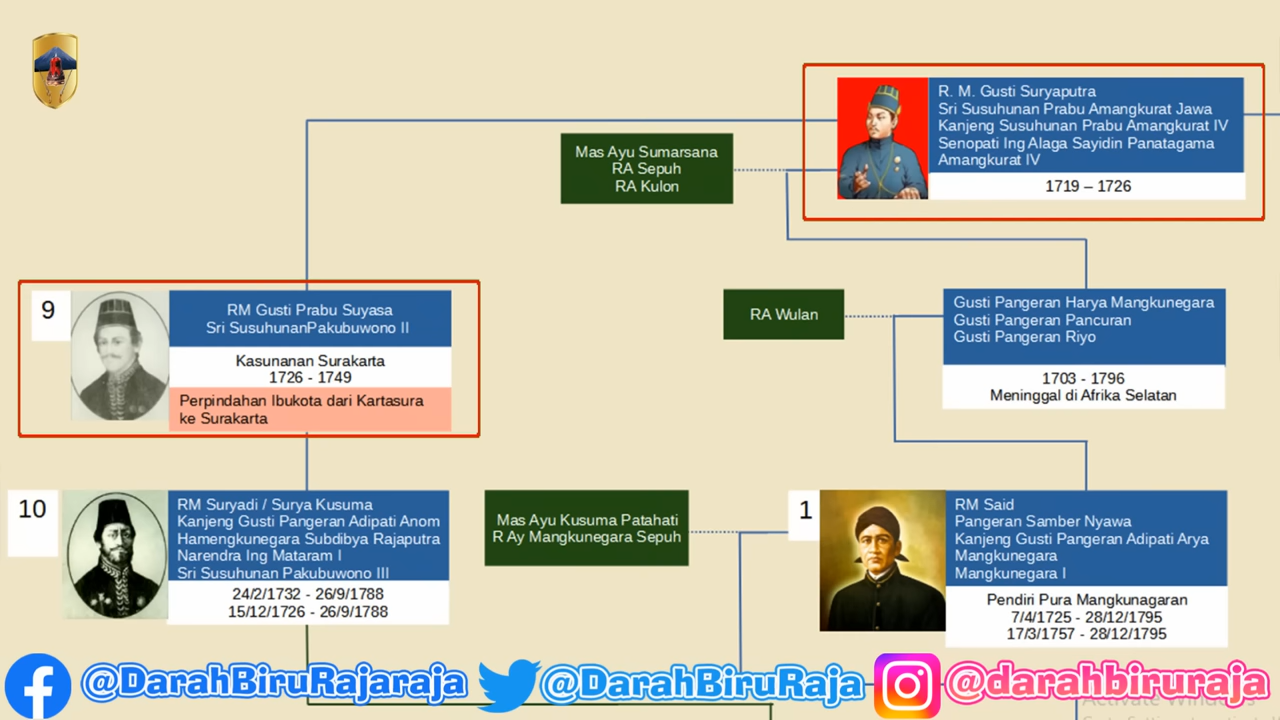 R. M. Gusti Suryaputra
Sri Susuhunan Prabu Amangkurat Jawa
Kanjeng Susuhunan Prabu Amangkurat IV
Senopati Ing Alaga Sayidin Panatagama
Amangkurat IV
1719 – 1726
Mas Ayu Sumarsana
RA Sepuh
RA Kulon
9
RM Gusti Prabu Suyasa
Sri SusuhunanPakubuwono II
Kasunanan Surakarta
1726 - 1749
Perpindahan Ibukota dari Kartasura
ke Surakarta
RA Wulan
Gusti Pangeran Harya Mangkunegara
Gusti Pangeran Pancuran
Gusti Pangeran Riyo
1703 - 1796
Meninggal di Afrika Selatan
10
RM Suryadi / Surya Kusuma
Kanjeng Gusti Pangeran Adipati Anom
Hamengkunegara Subdibya Rajaputra
Narendra Ing Mataram I
Sri Susuhunan Pakubuwono III
24/2/1732 - 26/9/1788
15/12/1726 - 26/9/1788
Mas Ayu Kusuma Patahati
R Ay Mangkunegara Sepuh
1
RM Said
Pangeran Samber Nyawa
Kanjeng Gusti Pangeran Adipati Arya
Mangkunegara
Mangkunegara I
Pendiri Pura Mangkunagaran
7/4/1725 - 28/12/1795
17/3/1757 - 28/12/1795
@DarahBiruRajaraja
@DarahBiruRaja
@darahbiruraja
Activate Windows